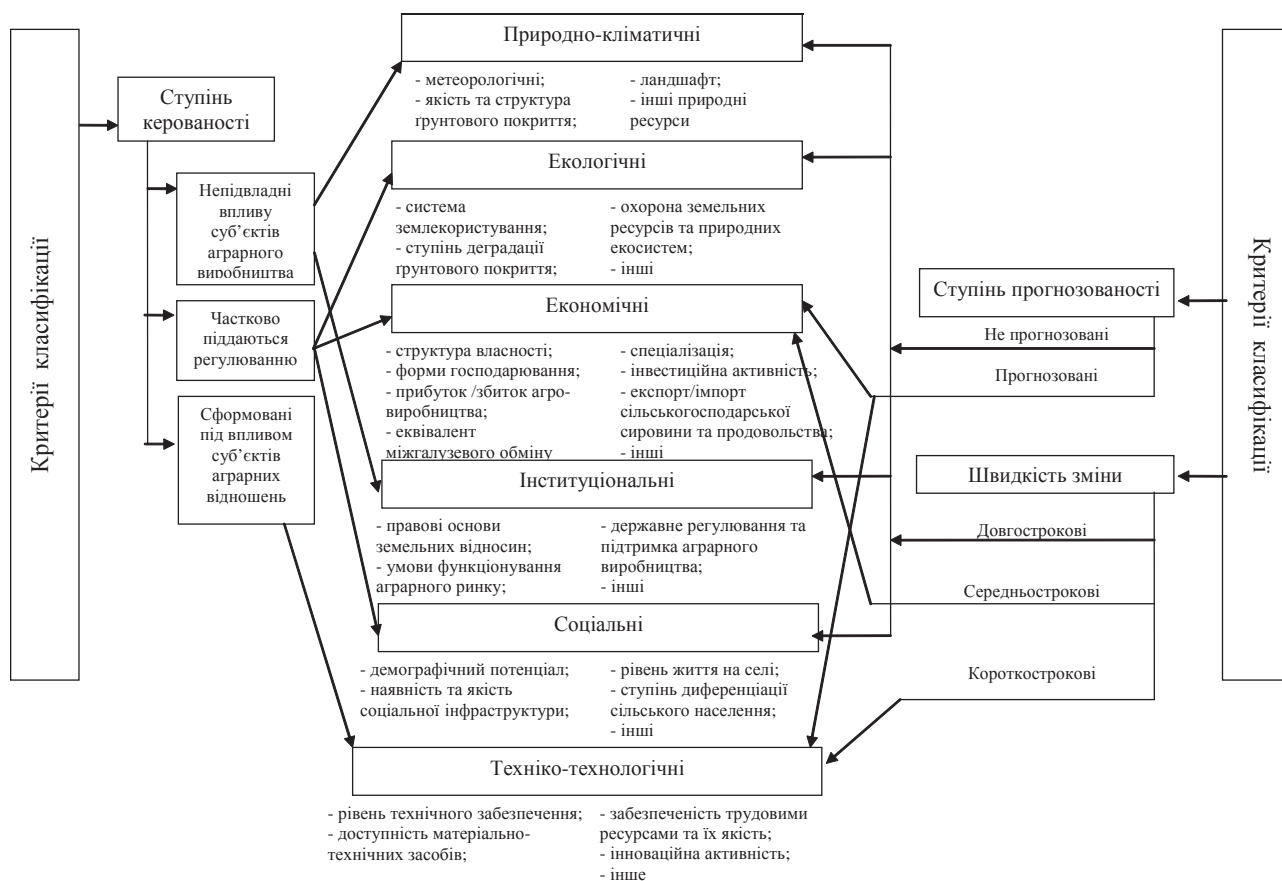 Критерії класифікації
Ступінь
керованості
Непідвладні
впливу
суб’єктів
аграрного
виробництва
Частково
піддаються
регулюванню
Сформовані
під впливом
суб’єктів
аграрних
відношень
Природно-кліматичні
- метеорологічні;
- якість та структура
ґрунтового покриття;
- ландшафт;
- інші природні
ресурси
Екологічні
- система
землекористування;
- ступінь деградації
ґрунтового покриття;
- охорона земельних
ресурсів та природних
екосистем;
- інші
Економічні
- структура власності;
- форми господарювання;
- прибуток /збиток агро-
виробництва;
- еквівалент
міжгалузевого обміну
- спеціалізація;
- інвестиційна активність;
- експорт/імпорт
сільськогосподарської
сировини та продовольства;
- інші
Інституціональні
- правові основи
земельних відносин;
- умови функціонування
аграрного ринку;
- державне регулювання та
підтримка аграрного
виробництва;
- інші
Соціальні
- демографічний потенціал;
- наявність та якість
соціальної інфраструктури;
- рівень життя на селі;
- ступінь диференціації
сільського населення;
- інші
Техніко-технологічні
- рівень технічного забезпечення;
- доступність матеріально-
технічних засобів;
- забезпеченість трудовими
ресурсами та їх якість;
- інноваційна активність;
- інше
Ступінь прогнозованості
Не прогнозовані
Прогнозовані
Швидкість зміни
Довгострокові
Середньострокові
Короткострокові
Критерії класифікації